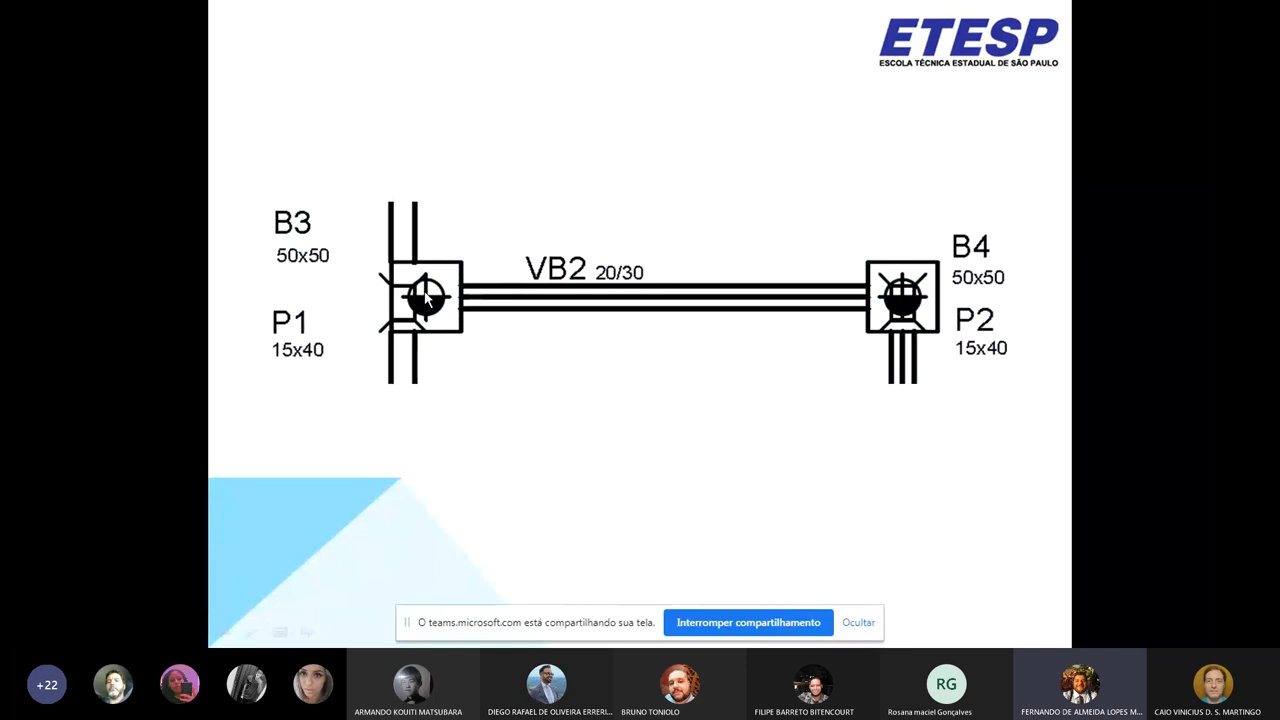 ETESP
ESCOLA TÉCNICA ESTADUAL DE SÃO PAULO
B3
50x50
P1
15x40
VB2 20/30
B4
50x50
P2
15x40
O teams.microsoft.com está compartilhando sua tela.
Interromper compartilhamento
Ocultar
+22
ARMANDO KOUITI MATSUBARA
DIEGO RAFAEL DE OLIVEIRA ERRERI...
BRUNO TONIOLO
FILIPE BARRETO BITENCOURT
RG
Rosana maciel Gonçalves
FERNANDO DE ALMEIDA LOPES M...
CAIO VINICIUS D. S. MARTINGO